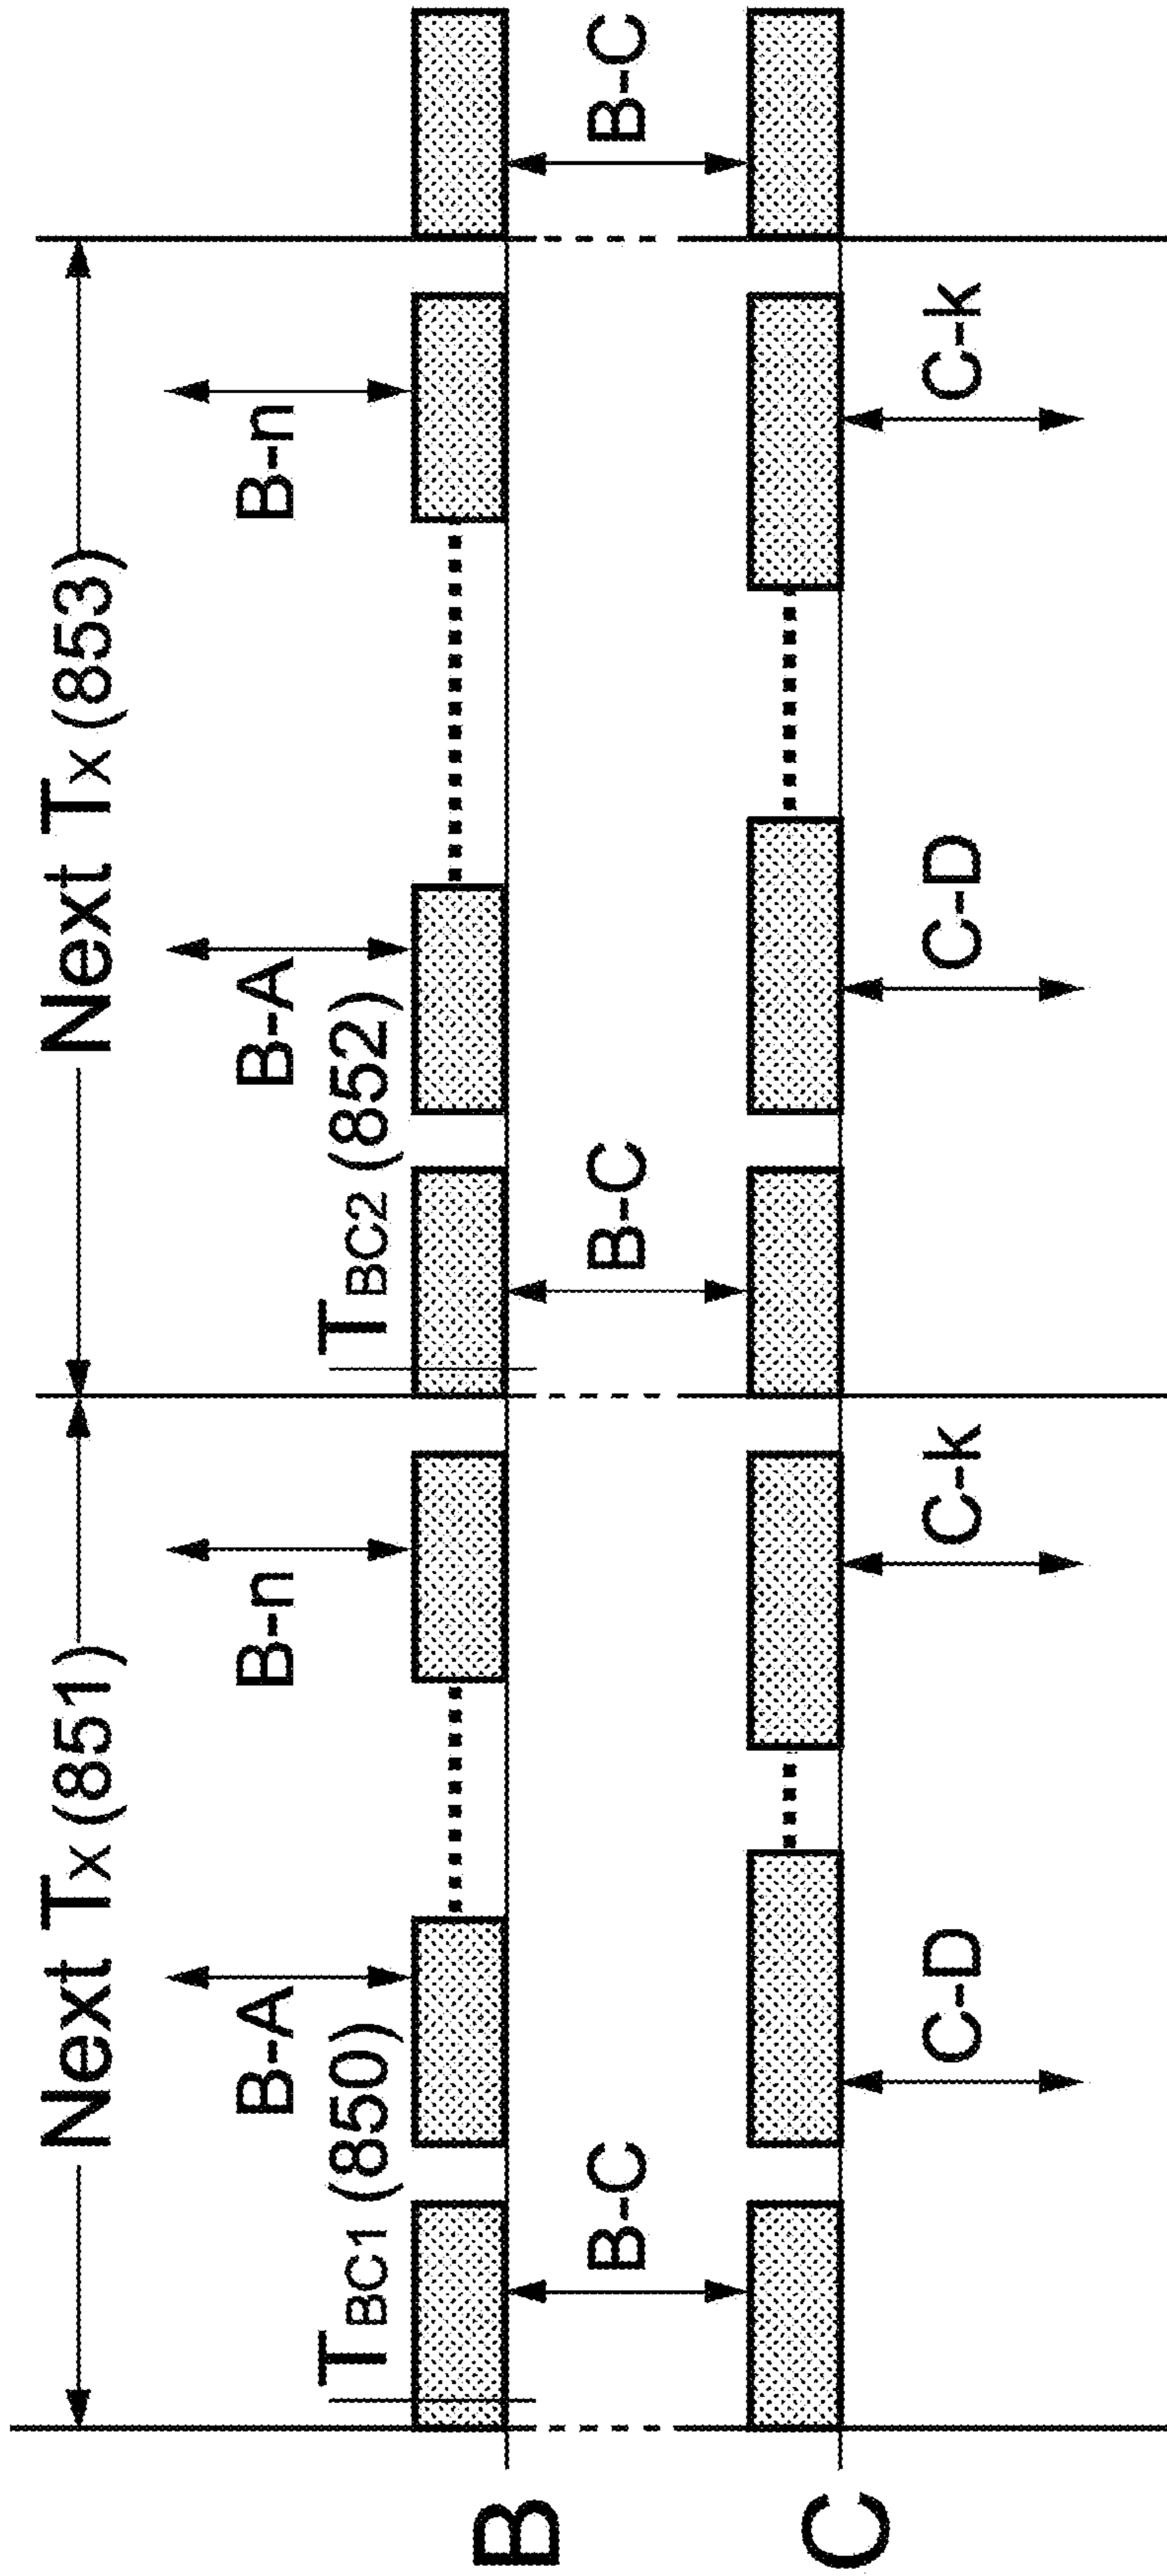 Next Tx (851)
Next Tx (853)
B-A
B-n
B-A
B-n
TBC1 (850)
TBC2 (852)
B
B-C
B-C
B-C
C
C-D
C-k
C-D
C-k